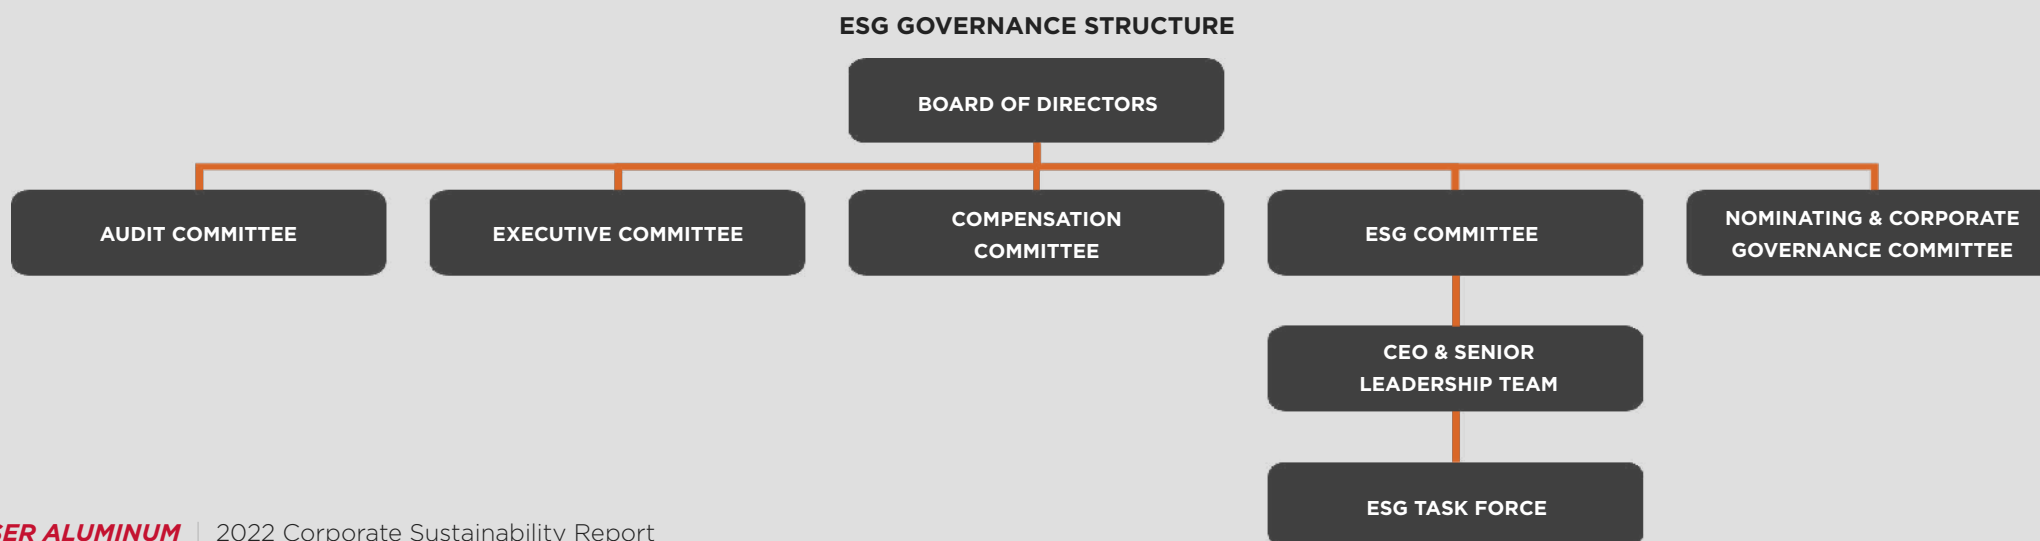 ESG GOVERNANCE STRUCTURE
BOARD OF DIRECTORS
AUDIT COMMITTEE
EXECUTIVE COMMITTEE
COMPENSATION
COMMITTEE
ESG COMMITTEE
NOMINATING & CORPORATE
GOVERNANCE COMMITTEE
CEO & SENIOR
LEADERSHIP TEAM
ESG TASK FORCE
ALUMINUM | 2022 Corporate Sustainability Report